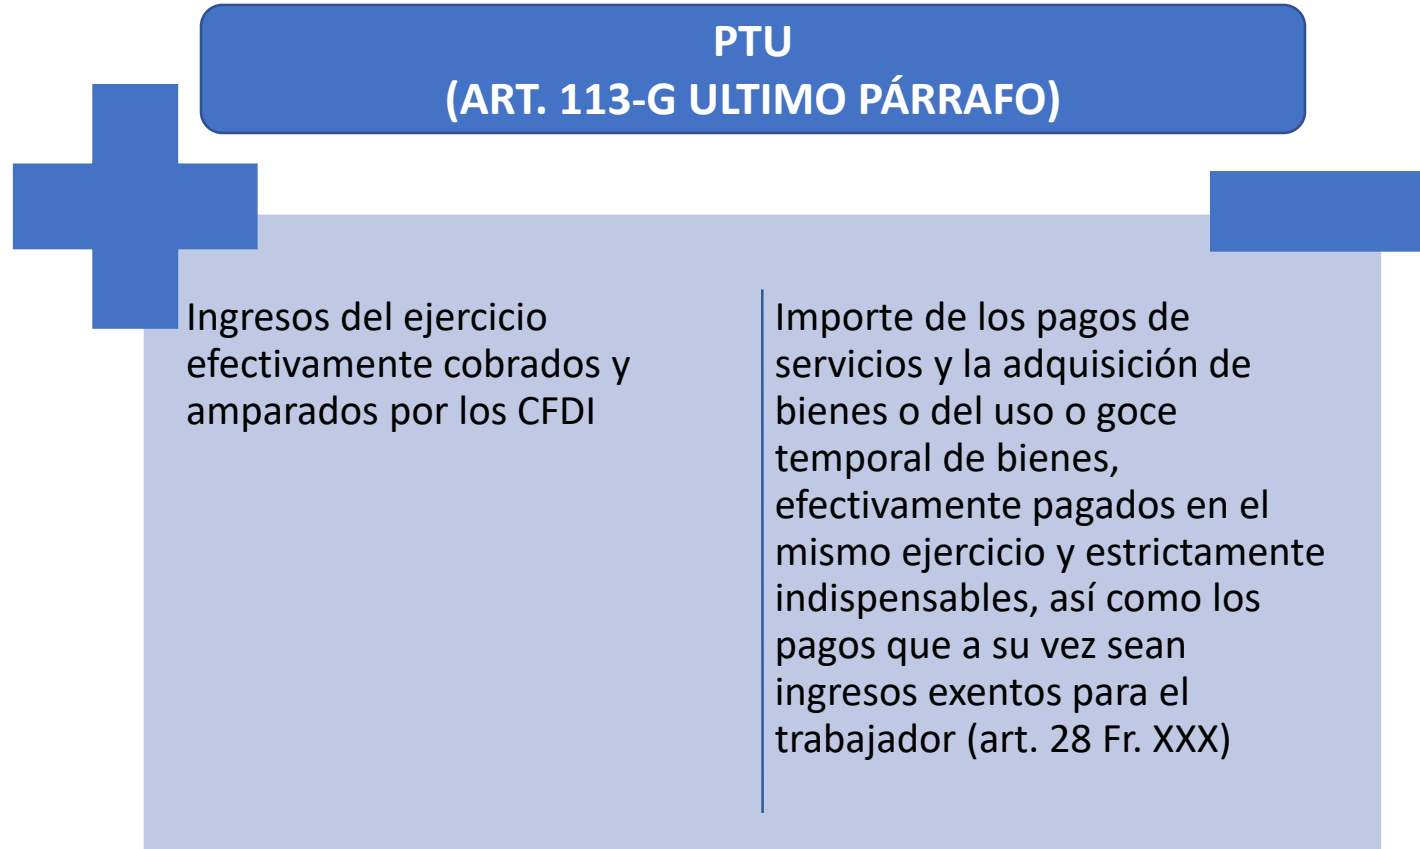 PTU
(ART. 113-G ULTIMO PÁRRAFO)
Ingresos del ejercicio
efectivamente cobrados y
amparados por los CFDI
Importe de los pagos de
servicios y la adquisición de
bienes o del uso o goce
temporal de bienes,
efectivamente pagados en el
mismo ejercicio y estrictamente
indispensables, así como los
pagos que a su vez sean
ingresos exentos para el
trabajador (art. 28 Fr. XXX)